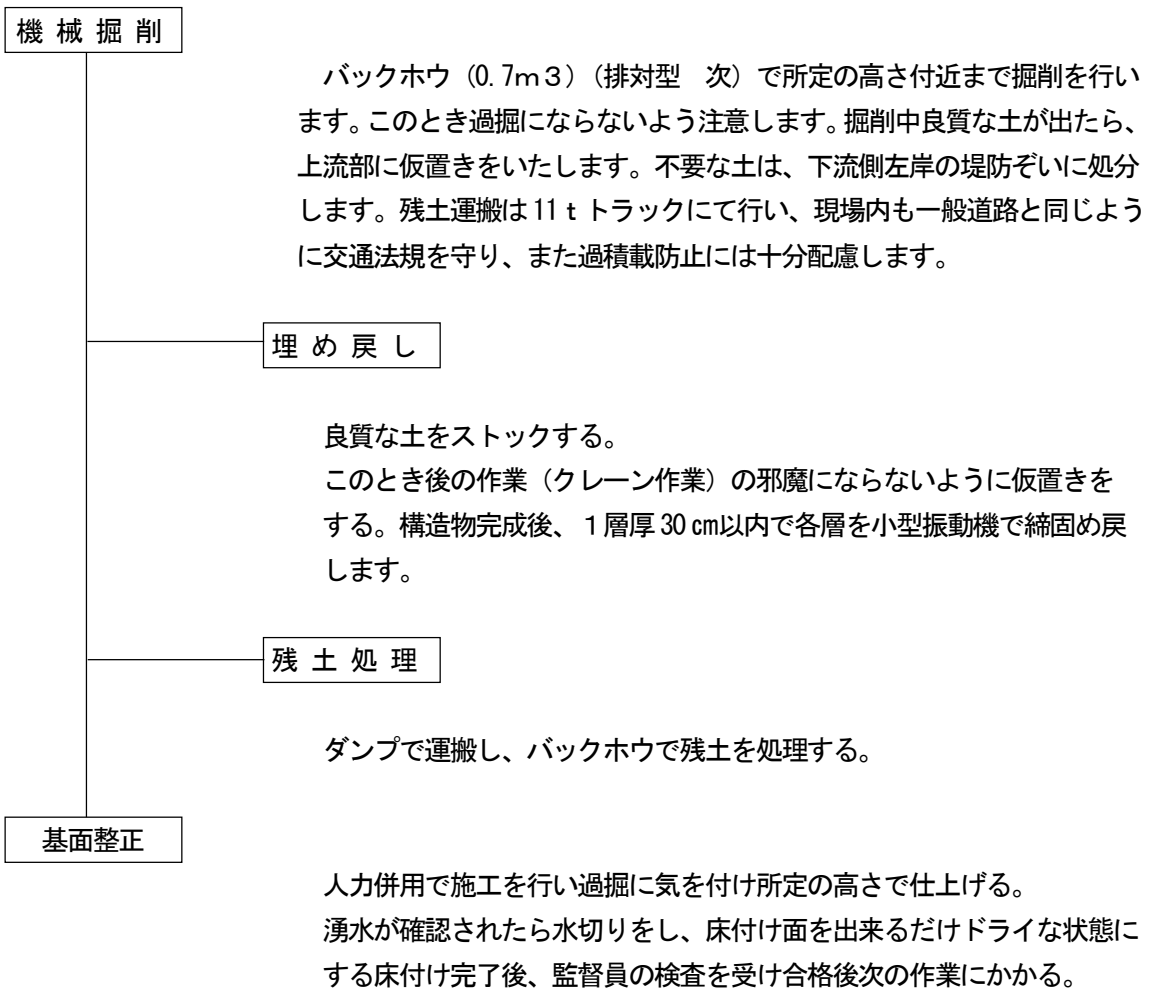 機 械 掘 削
バックホウ（0.7ｍ３）（排対型　次）で所定の高さ付近まで掘削を行い
ます。このとき過掘にならないよう注意します。掘削中良質な土が出たら、
上流部に仮置きをいたします。不要な土は、下流側左岸の堤防ぞいに処分
します。残土運搬は 11ｔトラックにて行い、現場内も一般道路と同じよう
に交通法規を守り、また過積載防止には十分配慮します。
埋 め 戻 し
良質な土をストックする。
このとき後の作業（クレーン作業）の邪魔にならないように仮置きを
する。構造物完成後、１層厚 30 ㎝以内で各層を小型振動機で締固め戻
します。
残 土 処 理
ダンプで運搬し、バックホウで残土を処理する。
基面整正
人力併用で施工を行い過掘に気を付け所定の高さで仕上げる。
湧水が確認されたら水切りをし、床付け面を出来るだけドライな状態に
する床付け完了後、監督員の検査を受け合格後次の作業にかかる。